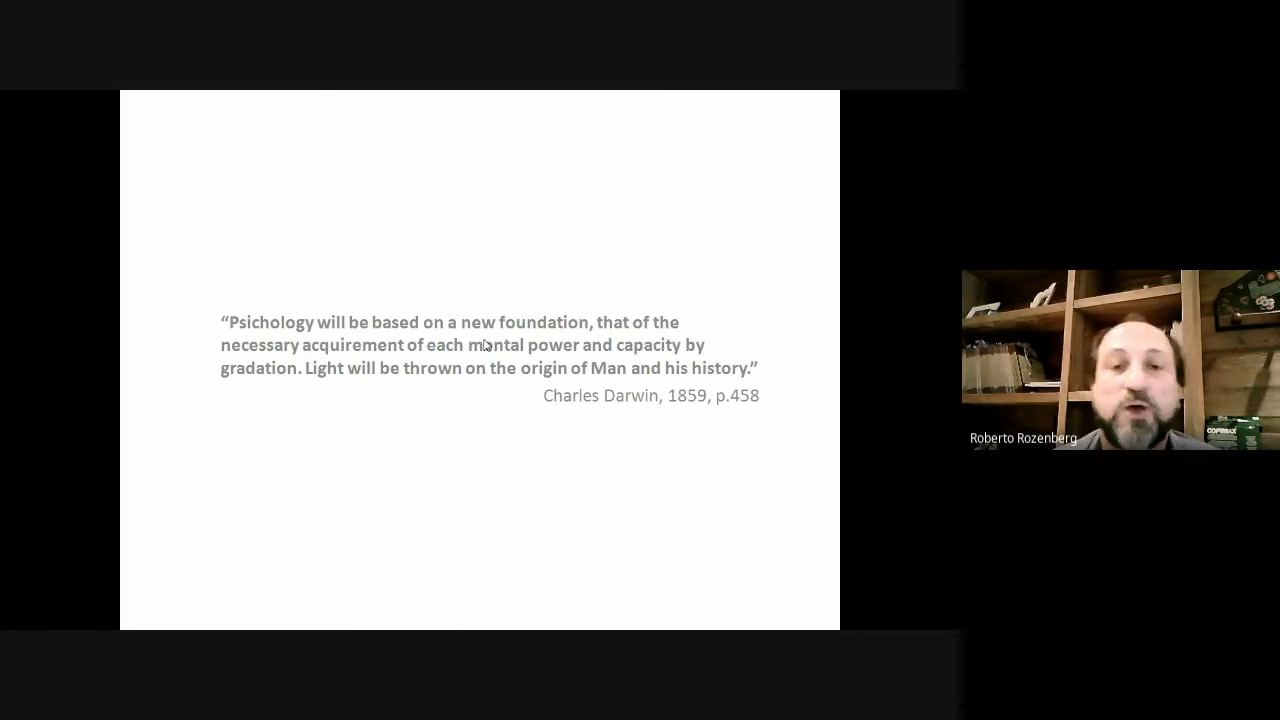 “Psichology will be based on a new foundation, that of the
necessary acquirement of each mental power and capacity by
gradation. Light will be thrown on the origin of Man and his history.”
Charles Darwin, 1859, p.458
Roberto Rozenberg
COFFMAX